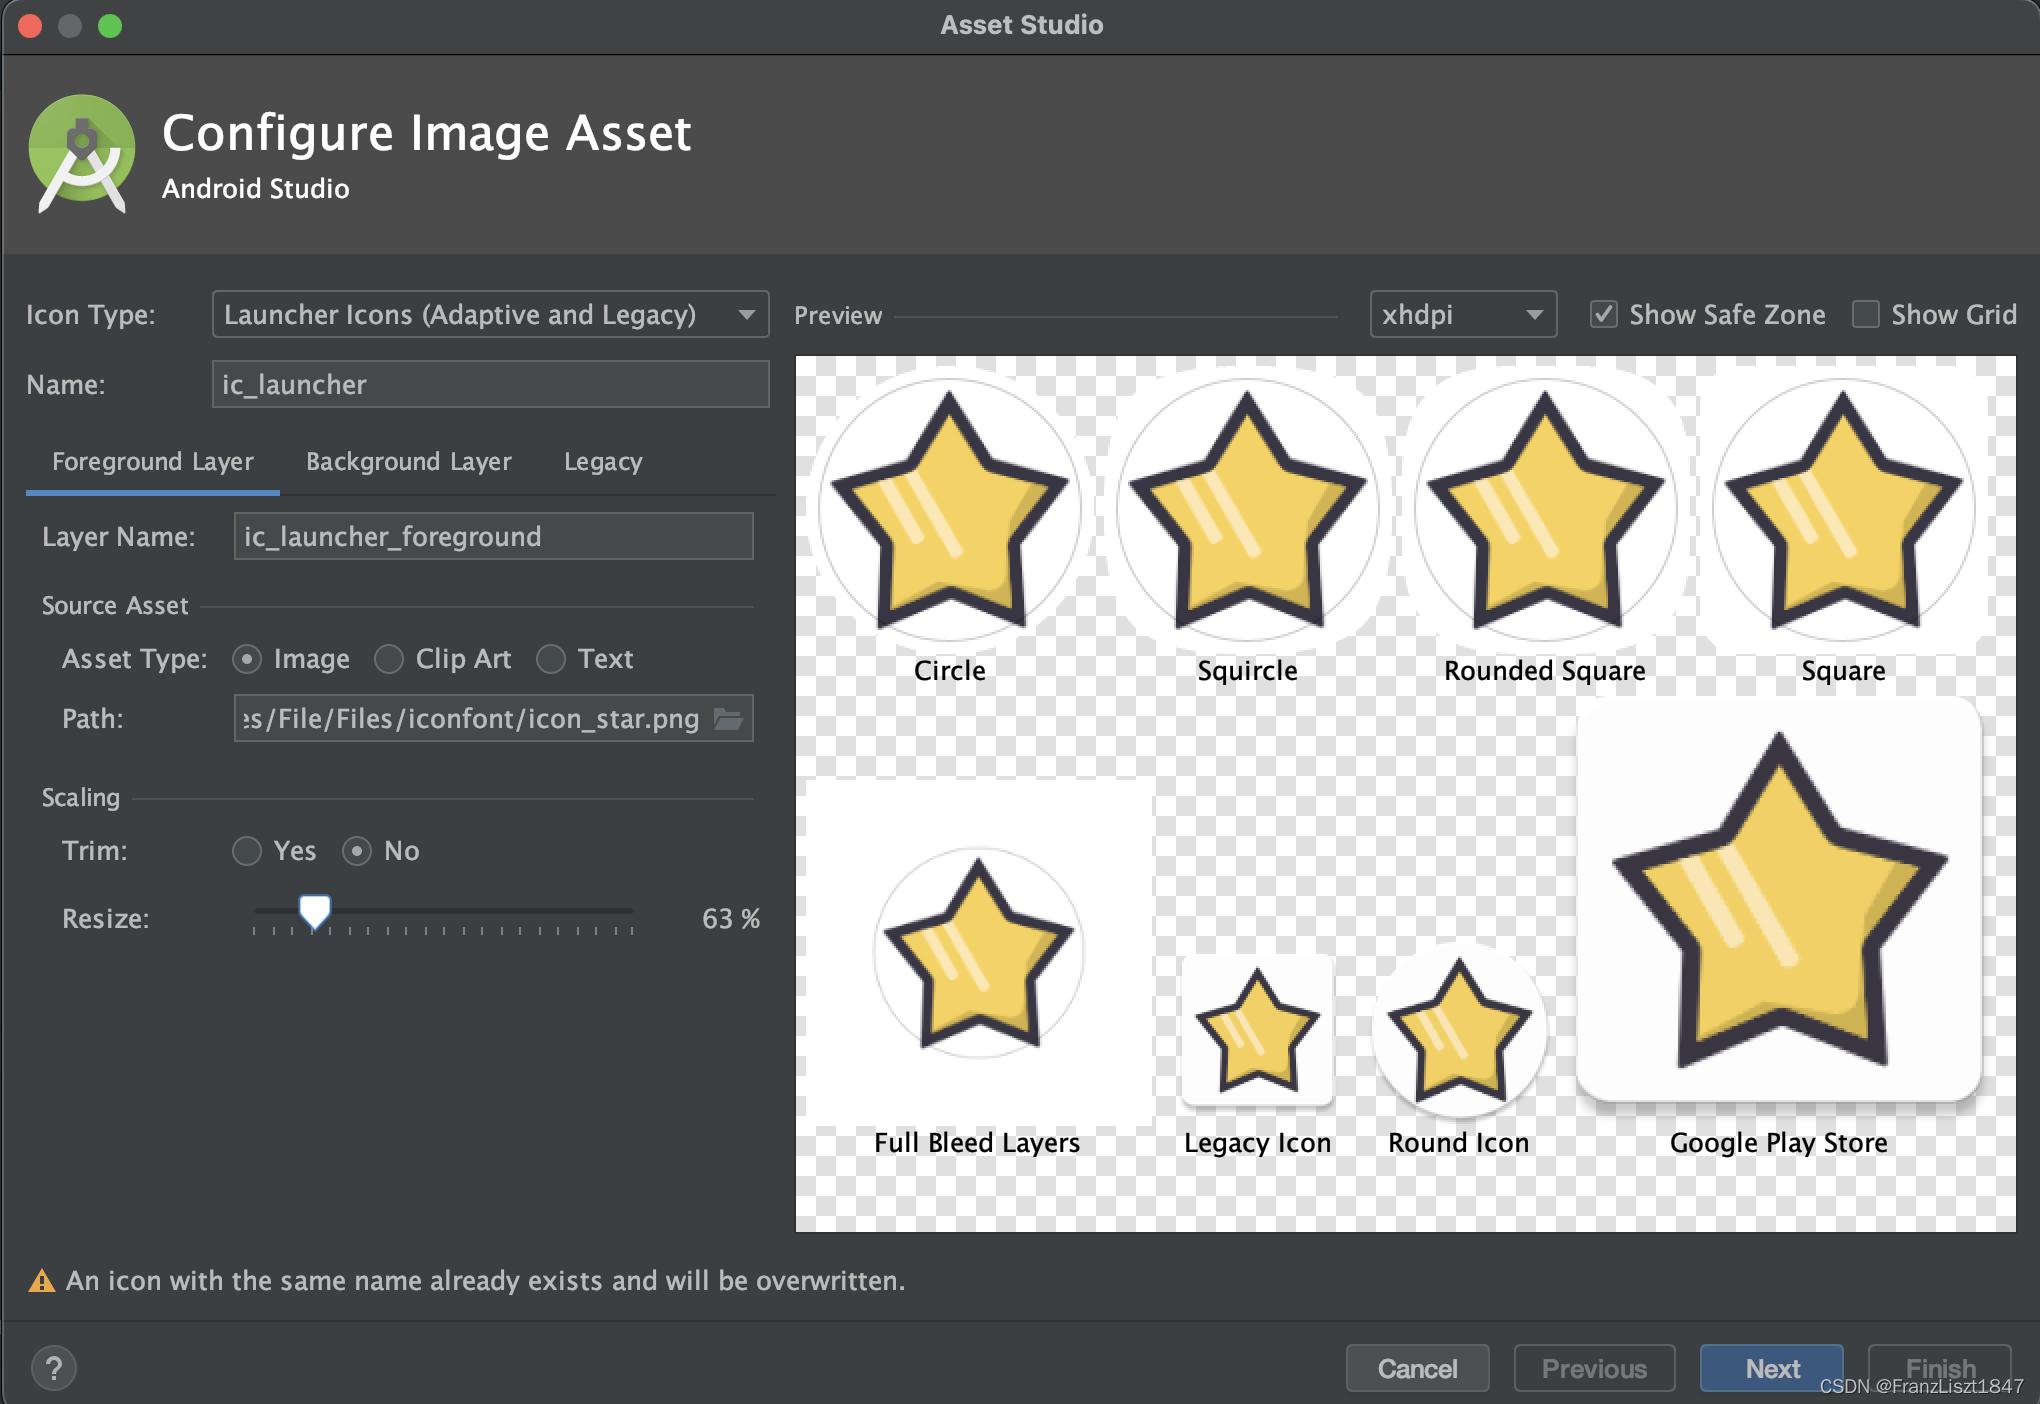 Asset Studio
Configure Image Asset
Android Studio
Icon Type: Launcher Icons (Adaptive and Legacy)
Name: ic_launcher
Foreground Layer Background Layer Legacy
Layer Name: ic_launcher_foreground
Source Asset
Asset Type: Image Clip Art Text
Path: es/File/Files/iconfont/icon_star.png
Scaling
Trim: Yes No
Resize: 63 %
Preview xhdpi Show Safe Zone Show Grid
Circle Squircle Rounded Square Square
Full Bleed Layers Legacy Icon Round Icon Google Play Store
An icon with the same name already exists and will be overwritten.
? Cancel Previous Next Finish
CSDN @FranzLiszt1847